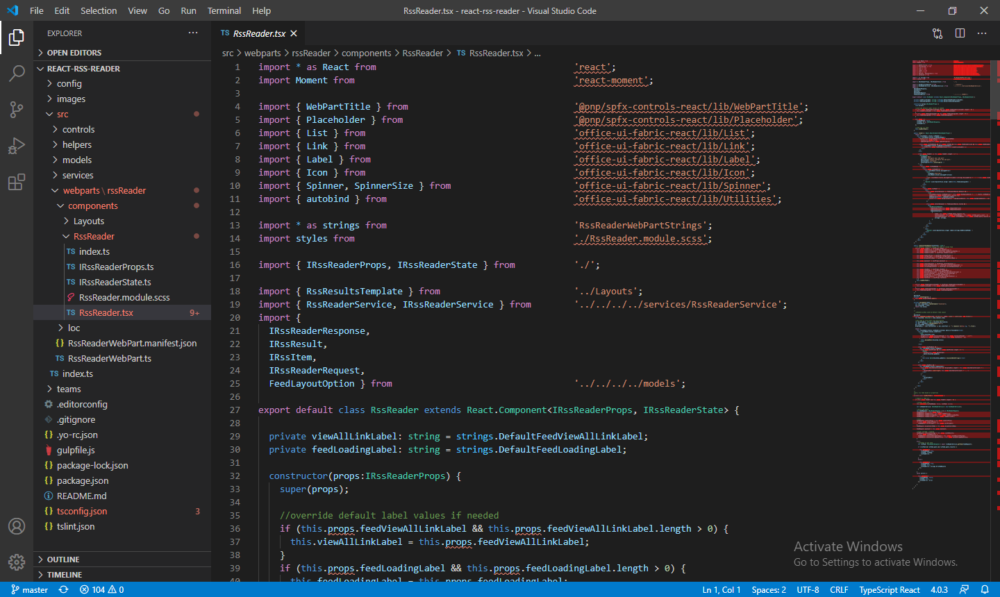 File Edit Selection View Go Run Terminal Help
RssReader.tsx - react-rss-reader - Visual Studio Code
EXPLORER
OPEN EDITORS
REACT-RSS-READER
config
images
src
controls
helpers
models
services
webparts \ rssReader
components
Layouts
RssReader
TS index.ts
TS IRssReaderProps.ts
TS IRssReaderState.ts
RssReader.module.scss
TS RssReader.tsx 9+
loc
{} RssReaderWebPart.manifest.json
TS RssReaderWebPart.ts
TS index.ts
teams
.editorconfig
.gitignore
{} .yo-rc.json
gulpfile.js
{} package-lock.json
{} package.json
README.md
{} tsconfig.json 3
{} tslint.json
OUTLINE
TIMELINE
TS RssReader.tsx
src > webparts > rssReader > components > RssReader > TS RssReader.tsx > ...
1 import * as React from 'react';
2 import Moment from 'react-moment';
3
4 import { WebPartTitle } from '@pnp/spfx-controls-react/lib/WebPartTitle';
5 import { Placeholder } from '@pnp/spfx-controls-react/lib/Placeholder';
6 import { List } from 'office-ui-fabric-react/lib/List';
7 import { Link } from 'office-ui-fabric-react/lib/Link';
8 import { Label } from 'office-ui-fabric-react/lib/Label';
9 import { Icon } from 'office-ui-fabric-react/lib/Icon';
10 import { Spinner, SpinnerSize } from 'office-ui-fabric-react/lib/Spinner';
11 import { autobind } from 'office-ui-fabric-react/lib/Utilities';
12
13 import * as strings from 'RssReaderWebPartStrings';
14 import styles from './RssReader.module.scss';
15
16 import { IRssReaderProps, IRssReaderState } from './';
17
18 import { RssResultsTemplate } from '../Layouts';
19 import { RssReaderService, IRssReaderService } from '../../../../services/RssReaderService';
20 import {
21 IRssReaderResponse,
22 IRssResult,
23 IRssItem,
24 IRssReaderRequest,
25 FeedLayoutOption } from '../../../../models';
26
27 export default class RssReader extends React.Component<IRssReaderProps, IRssReaderState> {
28
29 private viewAllLinkLabel: string = strings.DefaultFeedViewAllLinkLabel;
30 private feedLoadingLabel: string = strings.DefaultFeedLoadingLabel;
31
32 constructor(props:IRssReaderProps) {
33 super(props);
34
35 //override default label values if needed
36 if (this.props.feedViewAllLinkLabel && this.props.feedViewAllLinkLabel.length > 0) {
37 this.viewAllLinkLabel = this.props.feedViewAllLinkLabel;
38 }
39 if (this.props.feedLoadingLabel && this.props.feedLoadingLabel.length > 0) {
40 this.feedLoadingLabel = this.props.feedLoadingLabel;
Activate Windows
Go to Settings to activate Windows.
master 104 0
Ln 1, Col 1 Spaces: 2 UTF-8 CRLF TypeScript React 4.0.3